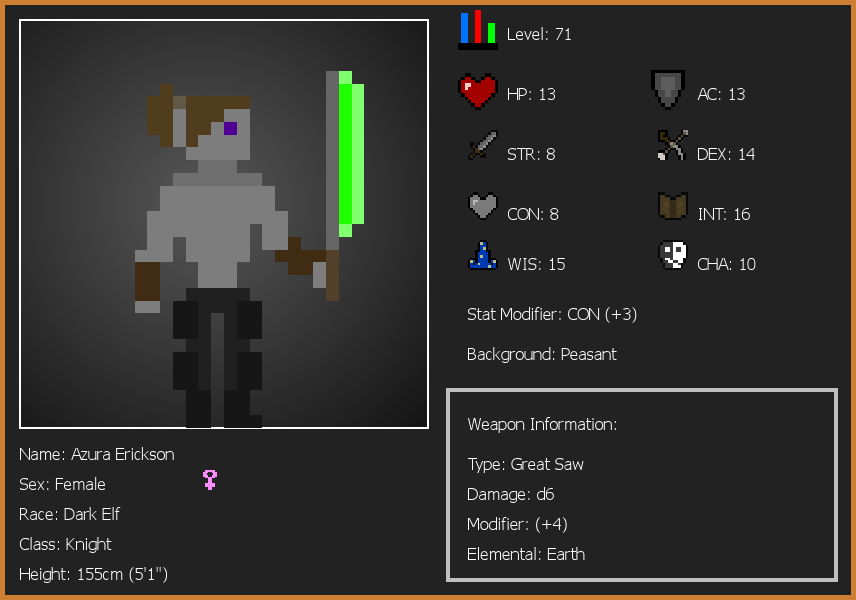 Level: 71
HP: 13
AC: 13
STR: 8
DEX: 14
CON: 8
INT: 16
WIS: 15
CHA: 10
Stat Modifier: CON (+3)
Background: Peasant
Weapon Information:
Type: Great Saw
Damage: d6
Modifier: (+4)
Elemental: Earth
Name: Azura Erickson
Sex: Female
Race: Dark Elf
Class: Knight
Height: 155cm (5'1")